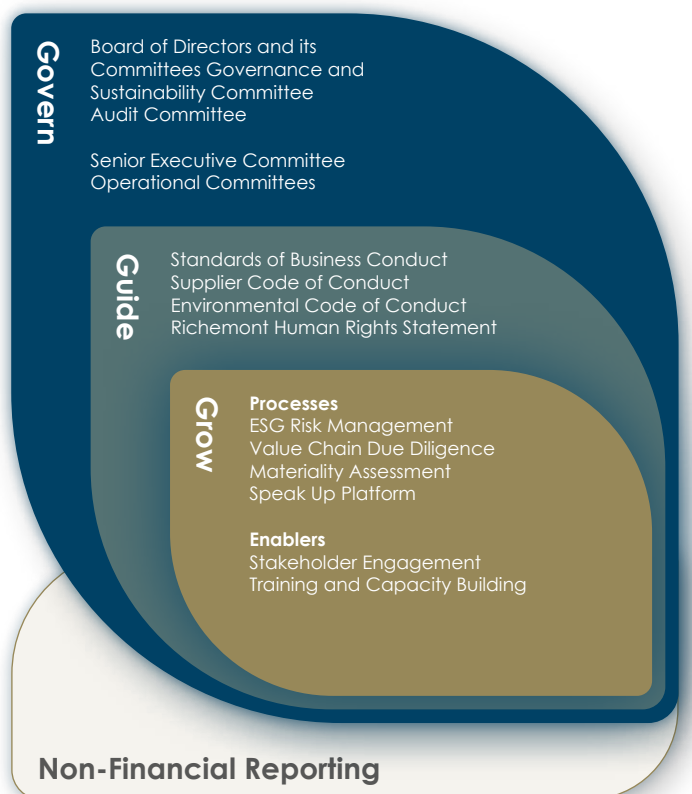 Govern
Board of Directors and its
Committees Governance and
Sustainability Committee
Audit Committee
Senior Executive Committee
Operational Committees
Guide
Standards of Business Conduct
Supplier Code of Conduct
Environmental Code of Conduct
Richemont Human Rights Statement
Grow
Processes
ESG Risk Management
Value Chain Due Diligence
Materiality Assessment
Speak Up Platform
Enablers
Stakeholder Engagement
Training and Capacity Building
Non-Financial Reporting